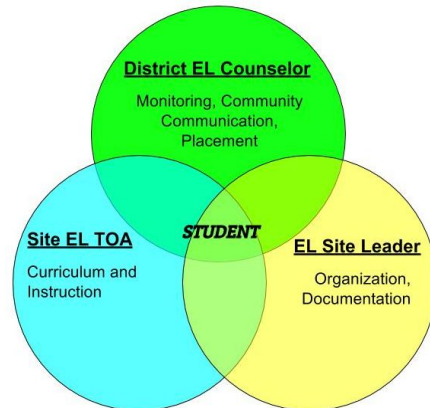 District EL Counselor
Monitoring, Community
Communication,
Placement
STUDENT
Site EL TOA
Curriculum and
Instruction
EL Site Leader
Organization,
Documentation